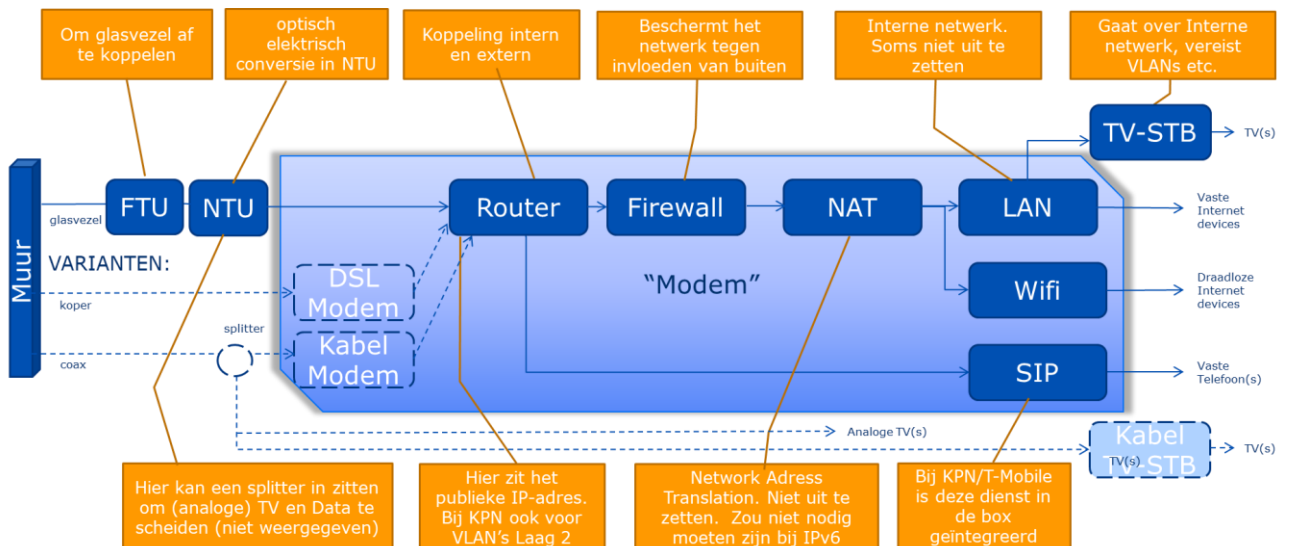 Om glasvezel af
te koppelen
optisch
elektrisch
conversie in NTU
Koppeling intern
en extern
Beschermt het
netwerk tegen
invloeden van buiten
Interne netwerk.
Soms niet uit te
zetten
Gaat over Interne
netwerk, vereist
VLANs etc.
TV-STB
TV(s)
Muur
glasvezel
FTU
NTU
Router
Firewall
NAT
LAN
Vaste
Internet
devices
VARIANTEN:
koper
DSL
Modem
"Modem"
Wifi
Draadloze
Internet
devices
splitter
coax
Kabel
Modem
SIP
Vaste
Telefoon(s)
Analoge TV(s)
Kabel
TV-STB
TV(s)
TV(s)
Hier kan een splitter in zitten
om (analoge) TV en Data te
scheiden (niet weergegeven)
Hier zit het
publieke IP-adres.
Bij KPN ook voor
VLAN's Laag 2
Network Adress
Translation. Niet uit te
zetten. Zou niet nodig
moeten zijn bij IPv6
Bij KPN/T-Mobile
is deze dienst in
de box
geïntegreerd